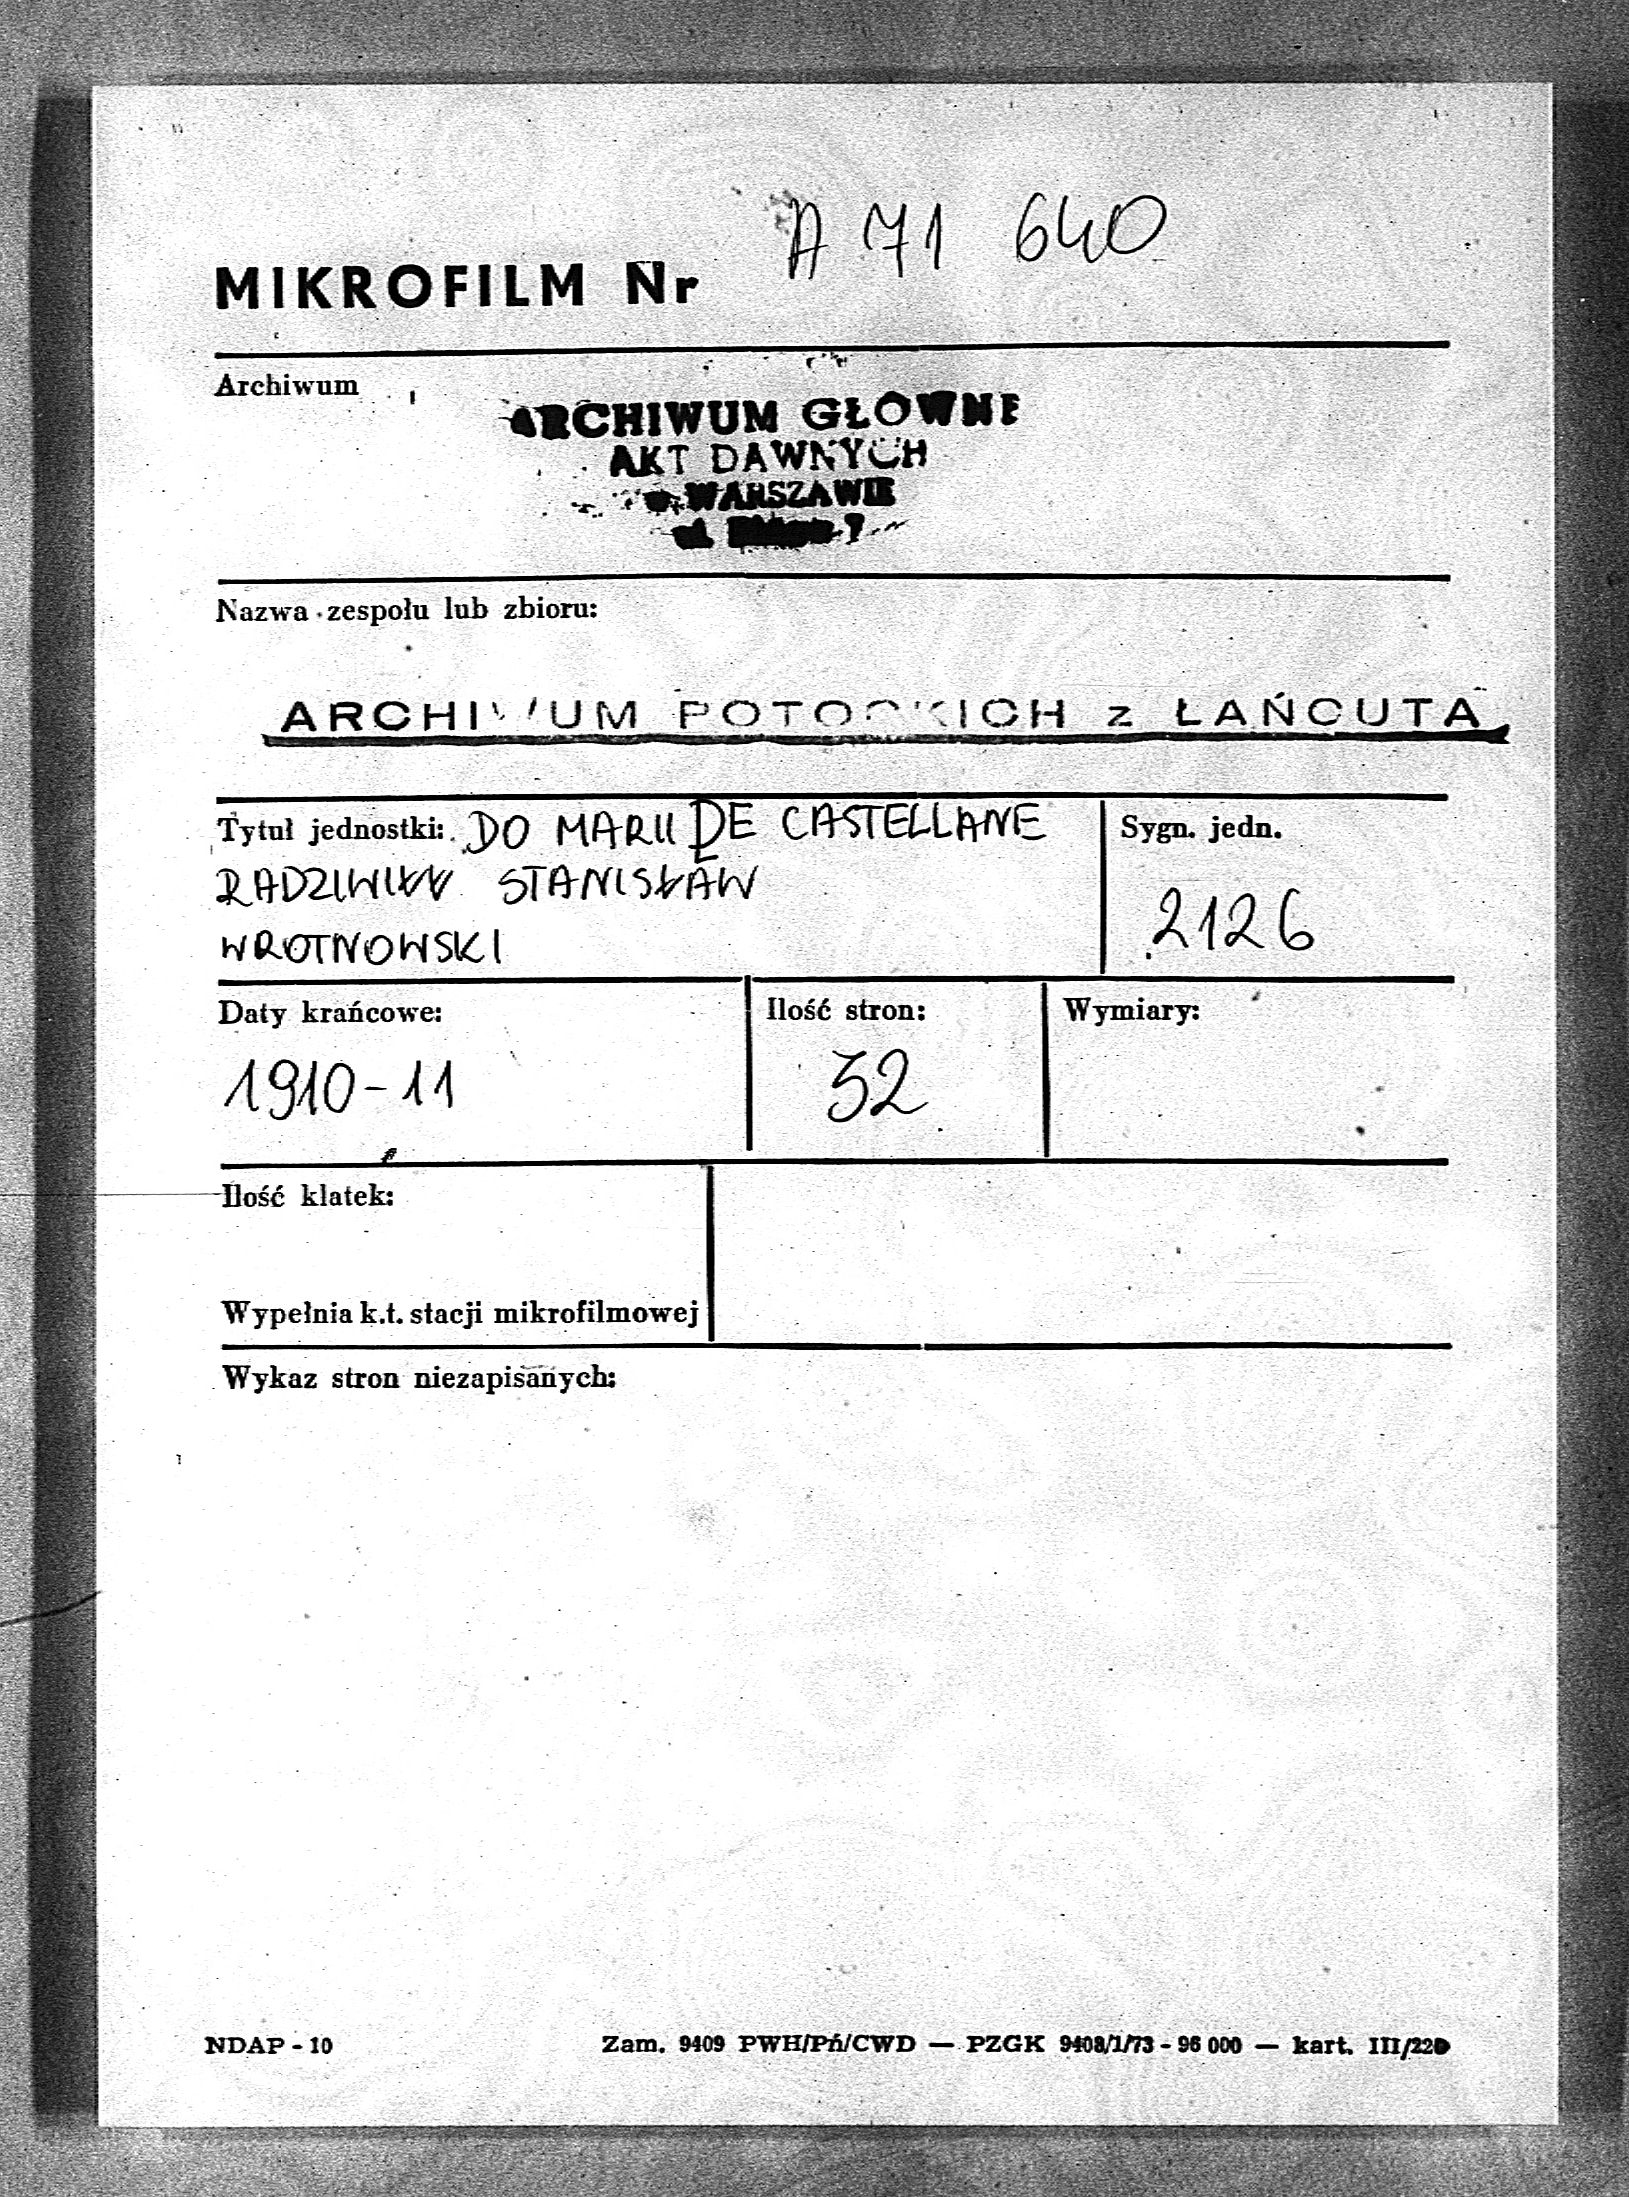 A 71 640
MIKROFILM Nr
Archiwum
ARCHIWUM GŁOWNE
AKT DAWNYCH
w WARSZAWIE
ul.
Nazwa zespołu lub zbioru:
ARCHIWUM POTOCKICH z ŁAŃCUTA
Tytuł jednostki: DO MARII DE CASTELLANE
RADZIWIŁŁ STANISŁAW
WROTNOWSKI
Sygn. jedn.
2126
Daty krańcowe:
1910-11
Ilość stron:
52
Wymiary:
Ilość klatek:
Wypełnia k.t. stacji mikrofilmowej
Wykaz stron niezapisanych:
NDAP - 10
Zam. 9409 PWH/Pń/CWD — PZGK 9408/1/73 - 96 000 — kart. III/220